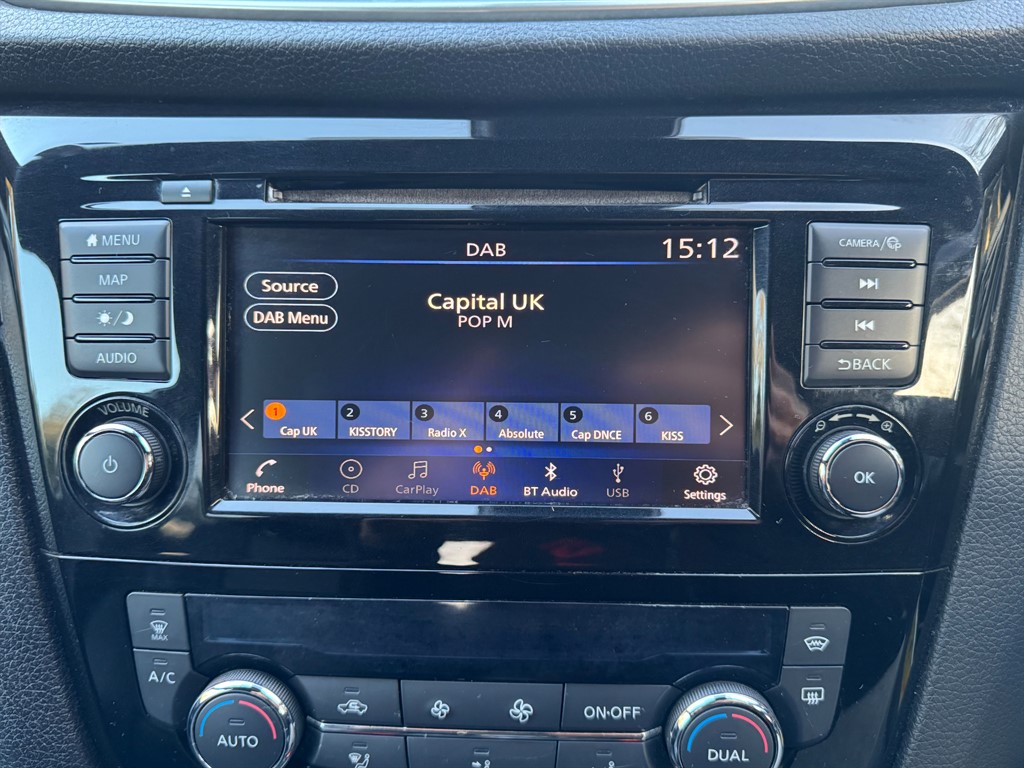 MENU
MAP
AUDIO
VOLUME
DAB 15:12
Source
DAB Menu
Capital UK
POP M
1 2 3 4 5 6
Cap UK KISSTORY Radio X Absolute Cap DNCE KISS
Phone CD CarPlay DAB BT Audio USB Settings
CAMERA/
BACK
OK
MAX
A/C
AUTO
ON·OFF
DUAL